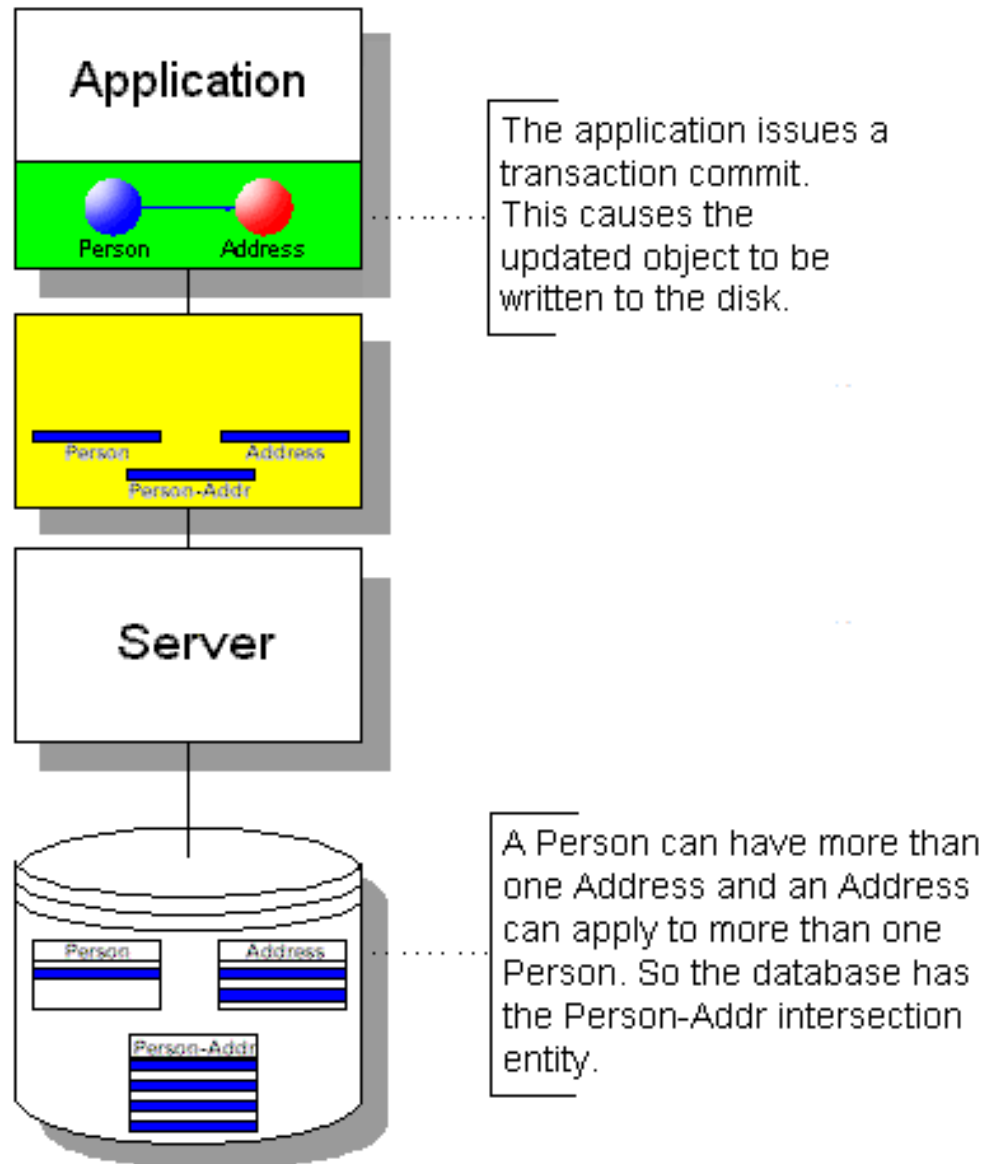 Application
Person
Address
The application issues a
transaction commit.
This causes the
updated object to be
written to the disk.
Person
Address
Person-Addr
Server
A Person can have more than
one Address and an Address
can apply to more than one
Person. So the database has
the Person-Addr intersection
entity.
Person
Address
Person-Addr